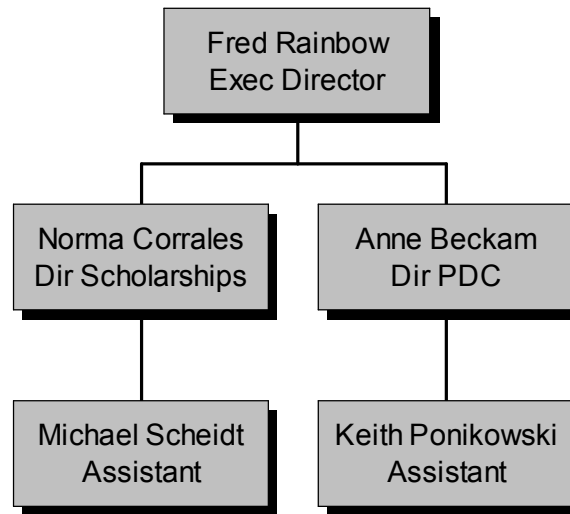 Fred Rainbow
Exec Director
Norma Corrales
Dir Scholarships
Anne Beckam
Dir PDC
Michael Scheidt
Assistant
Keith Ponikowski
Assistant